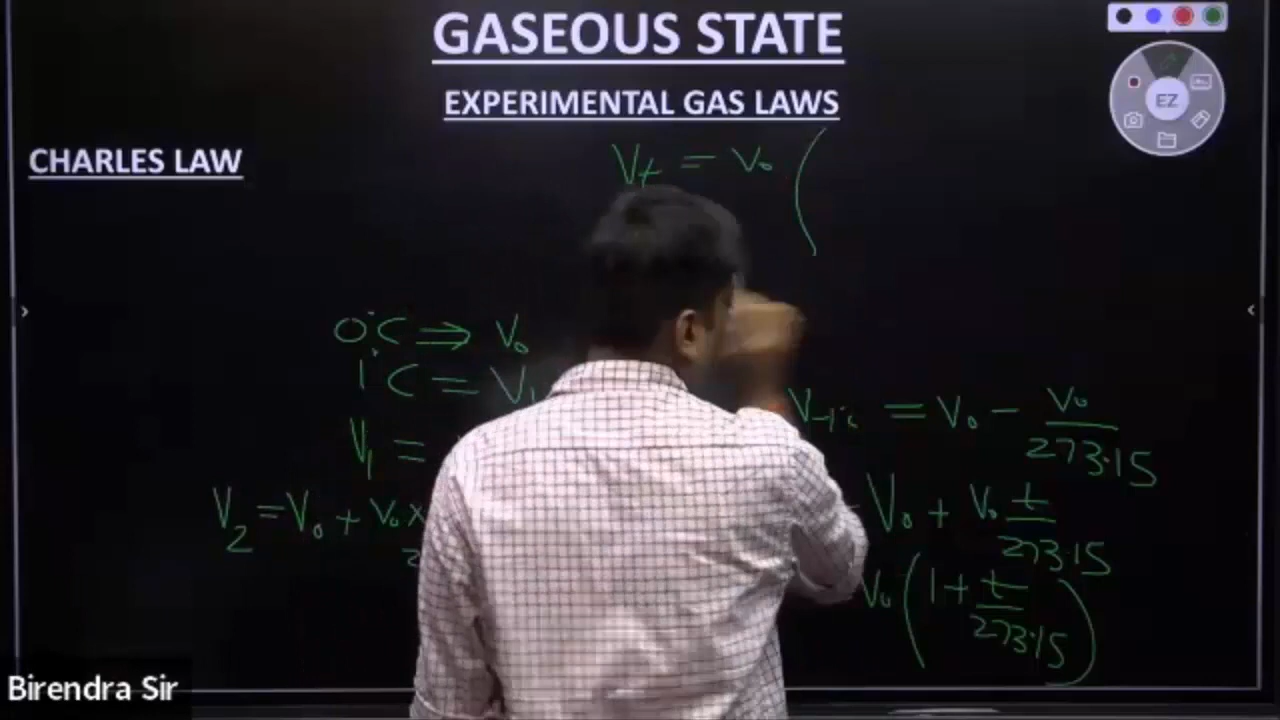 GASEOUS STATE
EXPERIMENTAL GAS LAWS
EZ
CHARLES LAW
Vt = V₀ (
0°C ⇒ V₀
1°C = V₁
V₁ =
V₂ = V₀ + V₀ ×
V₋₁°c = V₀ − V₀/273.15
V₀ + V₀ t/273.15
V₀ (1 + t/273.15)
Birendra Sir